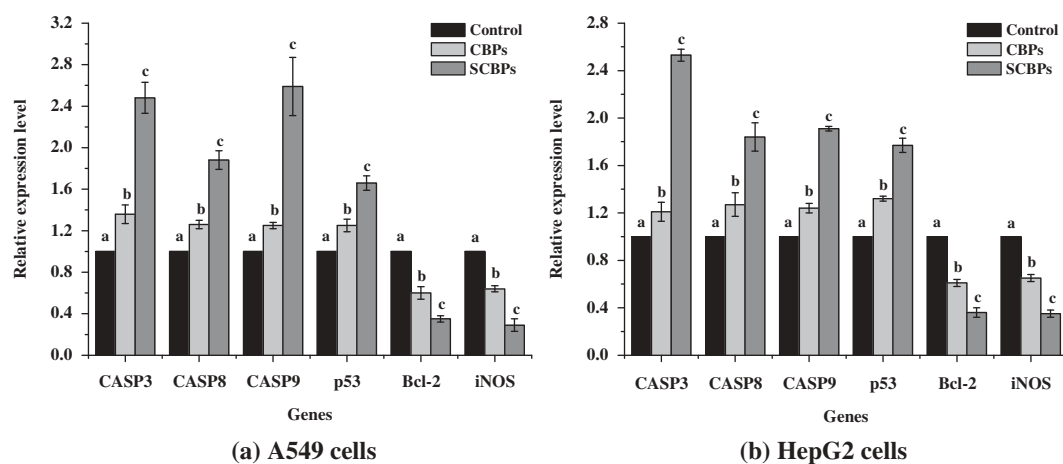 3.2
2.8
2.4
2.0
1.6
1.2
0.8
0.4
0.0
Relative expression level
Control
CBPs
SCBPs
a b c
a b c
a b c
a b c
a b c
a b c
CASP3 CASP8 CASP9 p53 Bcl-2 iNOS
Genes
(a) A549 cells
2.8
2.4
2.0
1.6
1.2
0.8
0.4
0.0
Relative expression level
Control
CBPs
SCBPs
a b c
a b c
a b c
a b c
a b c
a b c
CASP3 CASP8 CASP9 p53 Bcl-2 iNOS
Genes
(b) HepG2 cells